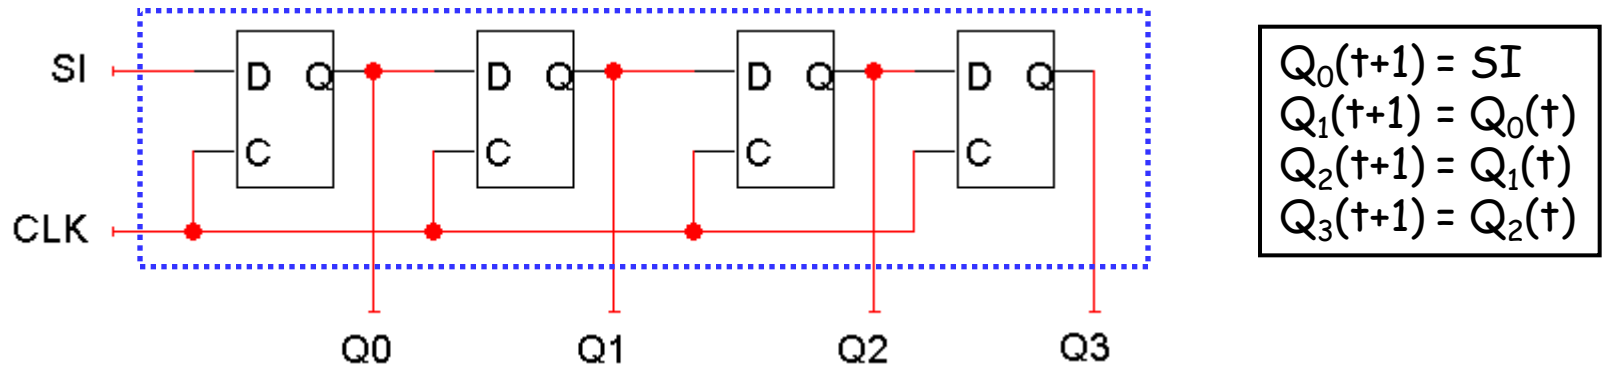 SI D Q D Q D Q D Q
C C C C
CLK
Q0 Q1 Q2 Q3
Q₀(t+1) = SI
Q₁(t+1) = Q₀(t)
Q₂(t+1) = Q₁(t)
Q₃(t+1) = Q₂(t)